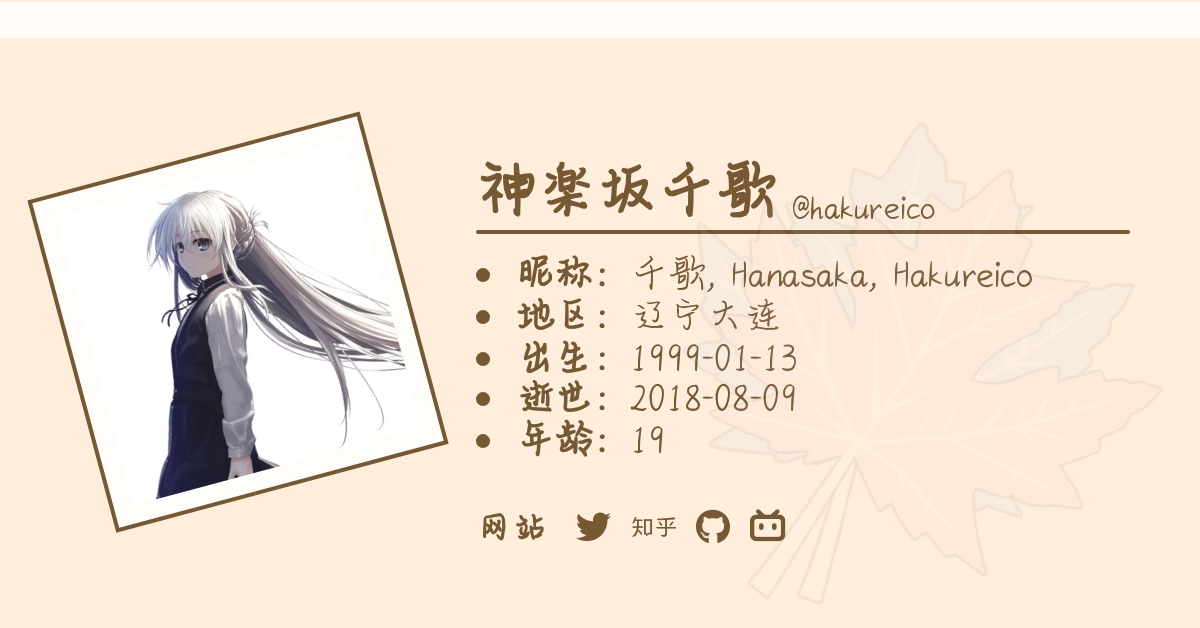 神楽坂千歌 @hakureico
昵称: 千歌, Hanasaka, Hakureico
地区: 辽宁大连
出生: 1999-01-13
逝世: 2018-08-09
年龄: 19
网站 知乎